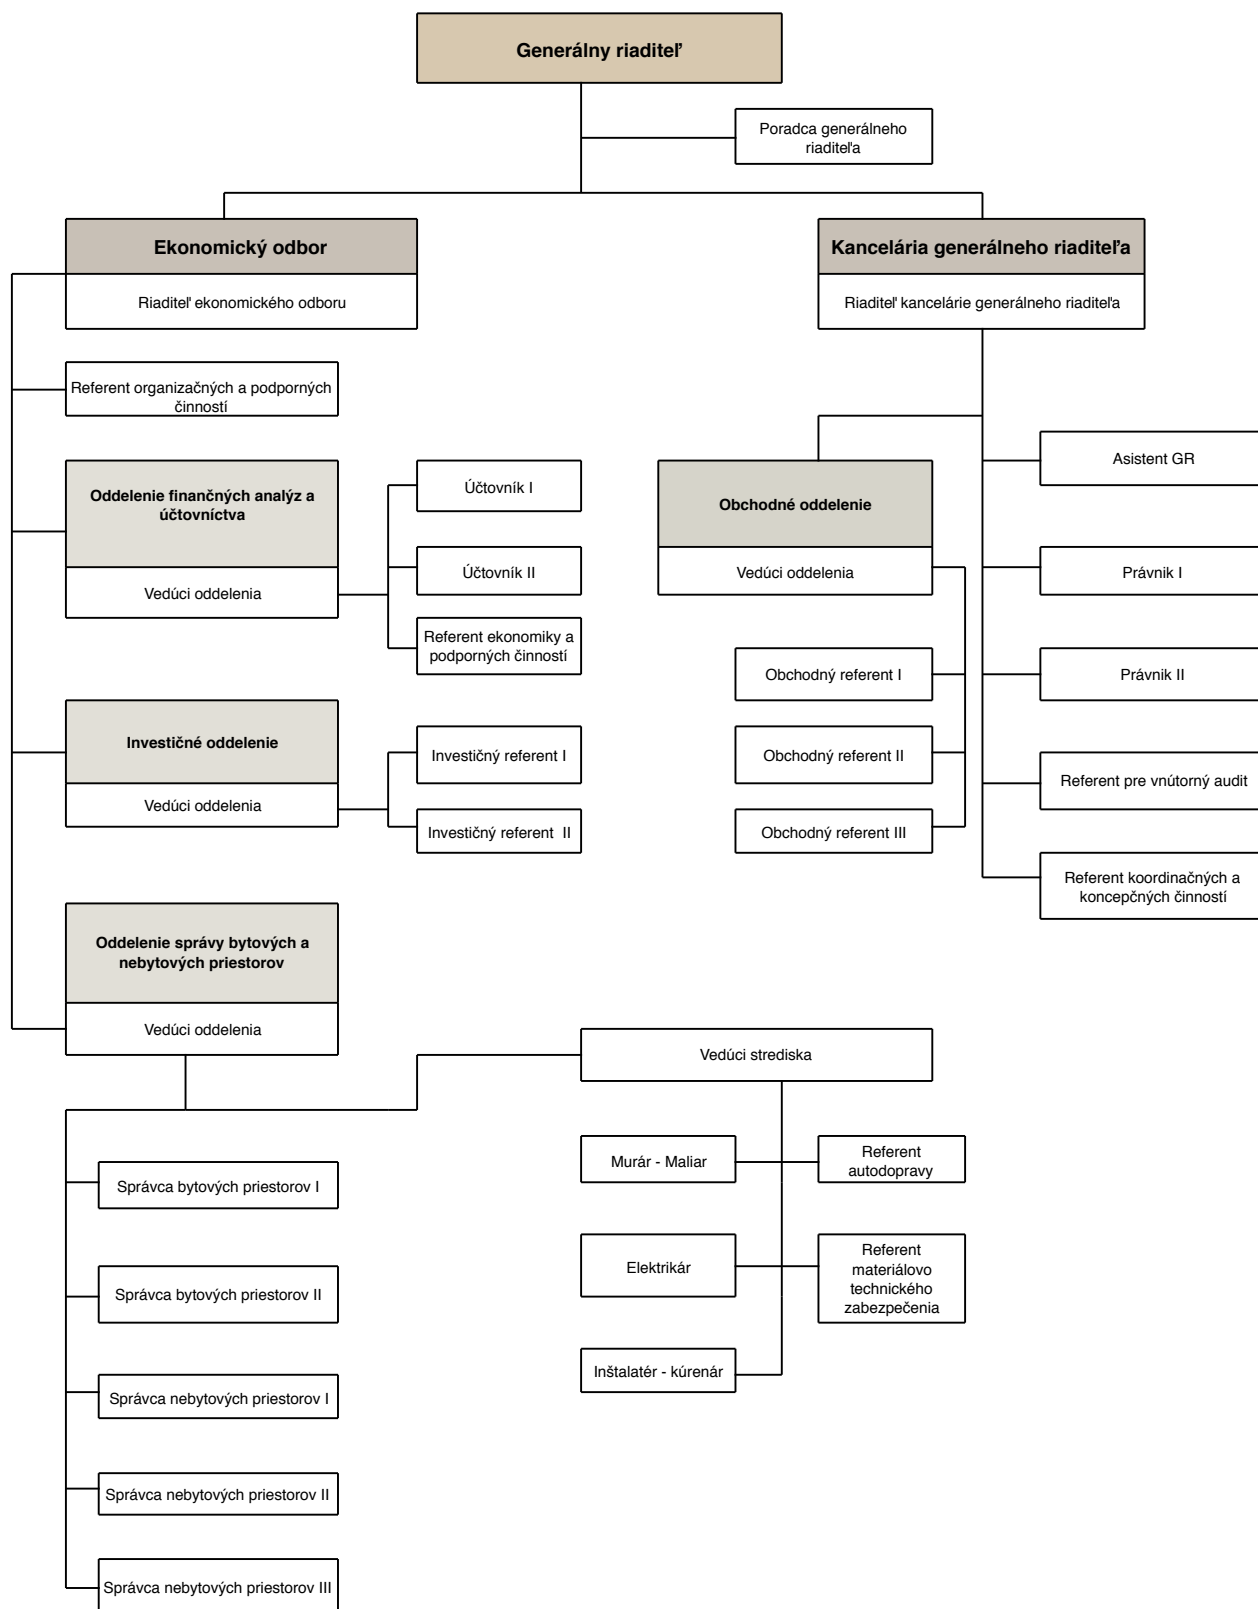 Generálny riaditeľ
Poradca generálneho
riaditeľa
Ekonomický odbor
Riaditeľ ekonomického odboru
Kancelária generálneho riaditeľa
Riaditeľ kancelárie generálneho riaditeľa
Referent organizačných a podporných
činností
Oddelenie finančných analýz a
účtovníctva
Vedúci oddelenia
Účtovník I
Účtovník II
Referent ekonomiky a
podporných činností
Obchodné oddelenie
Vedúci oddelenia
Obchodný referent I
Obchodný referent II
Obchodný referent III
Asistent GR
Právnik I
Právnik II
Referent pre vnútorný audit
Referent koordinačných a
koncepčných činností
Investičné oddelenie
Vedúci oddelenia
Investičný referent I
Investičný referent  II
Oddelenie správy bytových a
nebytových priestorov
Vedúci oddelenia
Správca bytových priestorov I
Správca bytových priestorov II
Správca nebytových priestorov I
Správca nebytových priestorov II
Správca nebytových priestorov III
Vedúci strediska
Murár - Maliar
Referent
autodopravy
Elektrikár
Referent
materiálovo
technického
zabezpečenia
Inštalatér - kúrenár